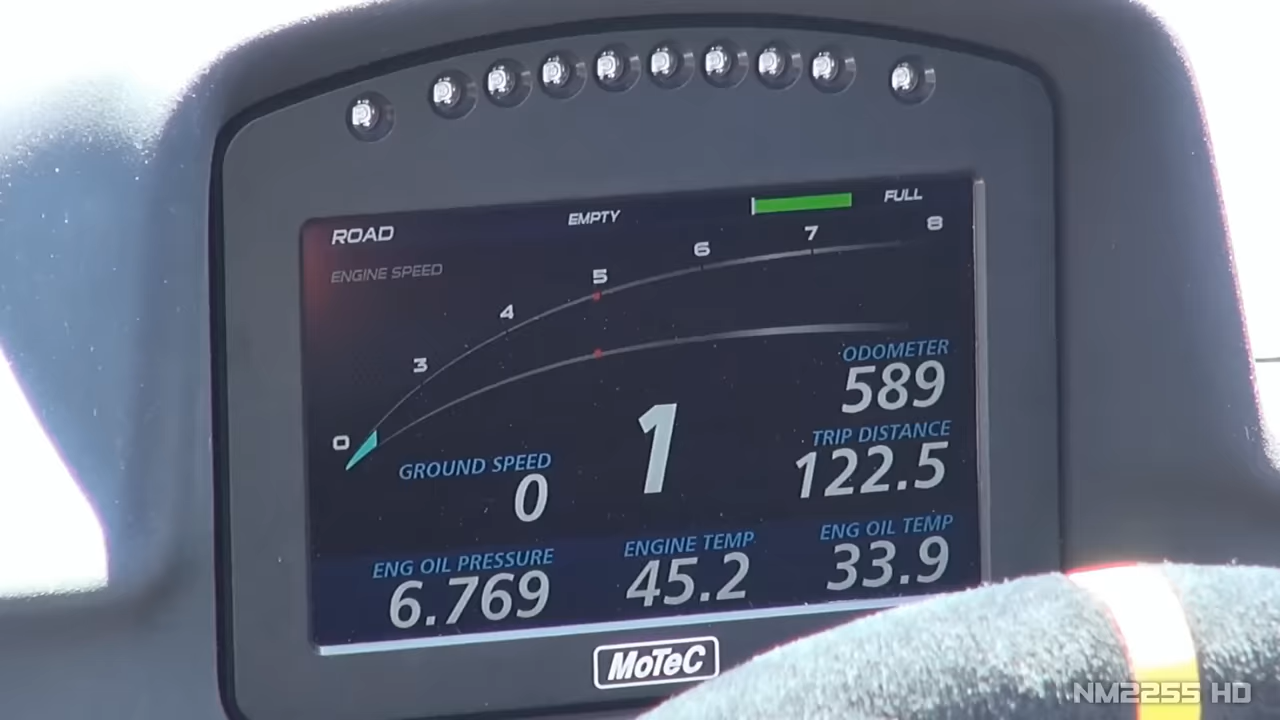 ROAD
EMPTY
FULL
ENGINE SPEED
0
3
4
5
6
7
8
ODOMETER
589
TRIP DISTANCE
122.5
1
GROUND SPEED
0
ENG OIL PRESSURE
6.769
ENGINE TEMP
45.2
ENG OIL TEMP
33.9
MoTeC
NM2255 HD